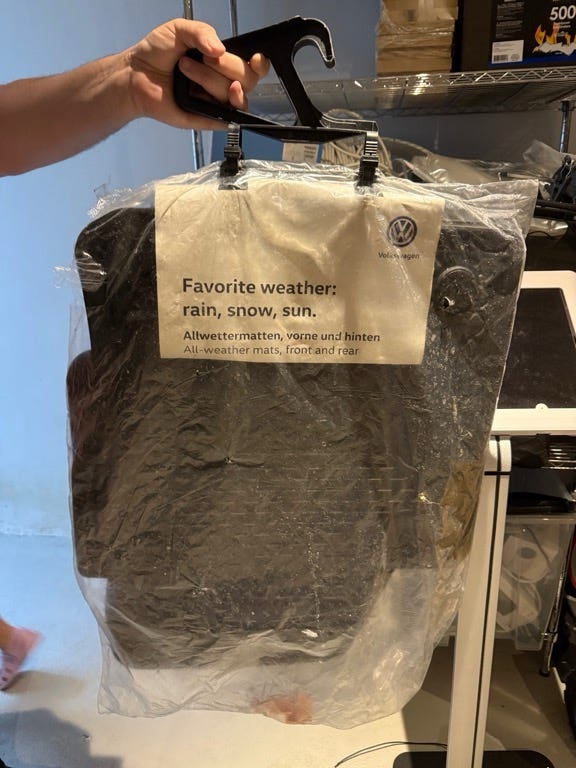 500
Volkswagen
Favorite weather:
rain, snow, sun.
Allwettermatten, vorne und hinten
All-weather mats, front and rear